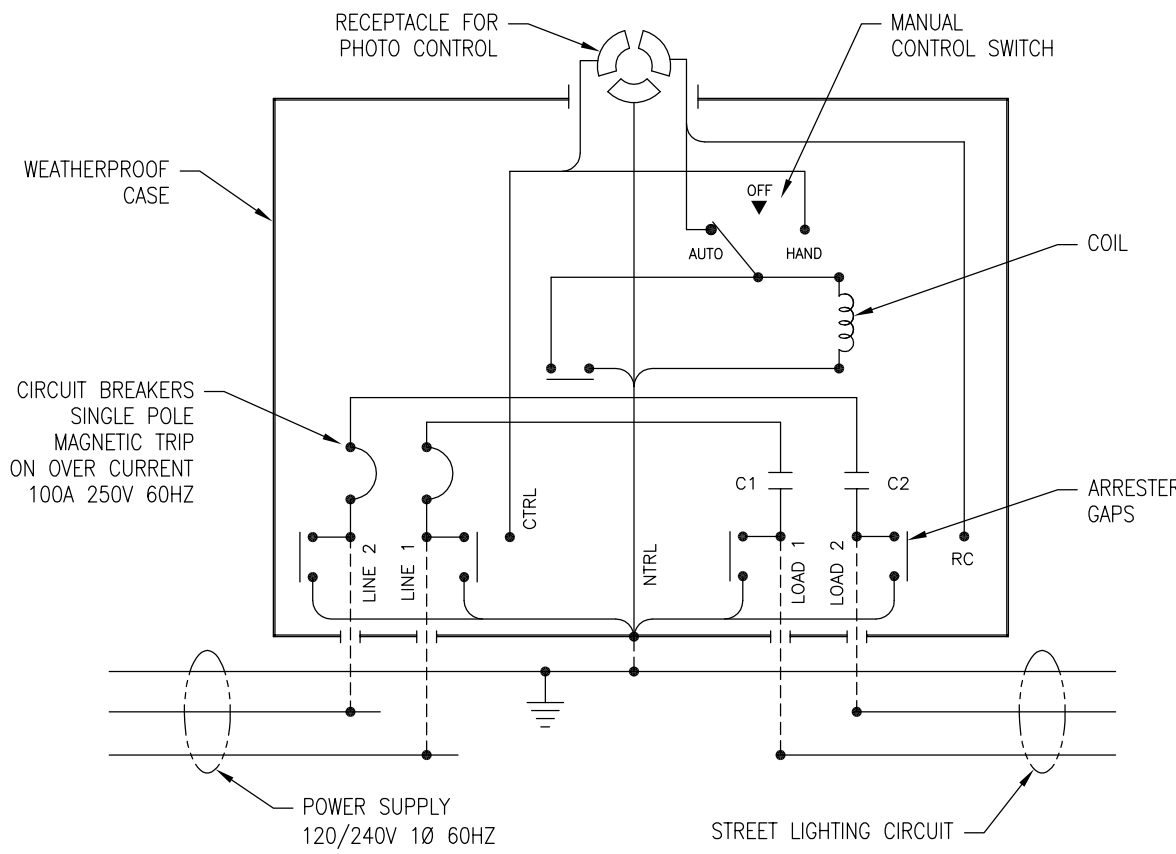 RECEPTACLE FOR
PHOTO CONTROL
MANUAL
CONTROL SWITCH
WEATHERPROOF
CASE
OFF
AUTO
HAND
COIL
CIRCUIT BREAKERS
SINGLE POLE
MAGNETIC TRIP
ON OVER CURRENT
100A 250V 60HZ
C1
C2
ARRESTER
GAPS
LINE 2
LINE 1
CTRL
NTRL
LOAD 1
LOAD 2
RC
POWER SUPPLY
120/240V 1Ø 60HZ
STREET LIGHTING CIRCUIT